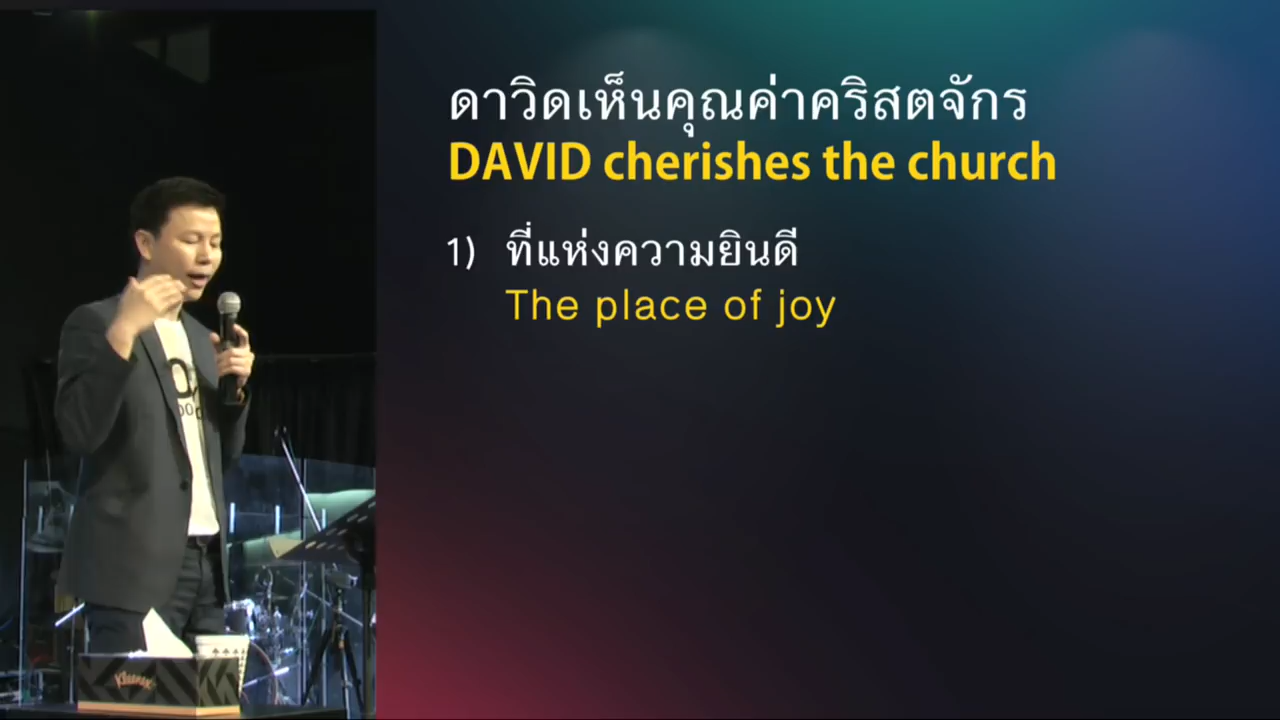 ดาวิดเห็นคุณค่าคริสตจักร
DAVID cherishes the church
1) ที่แห่งความยินดี
The place of joy
Kleenex